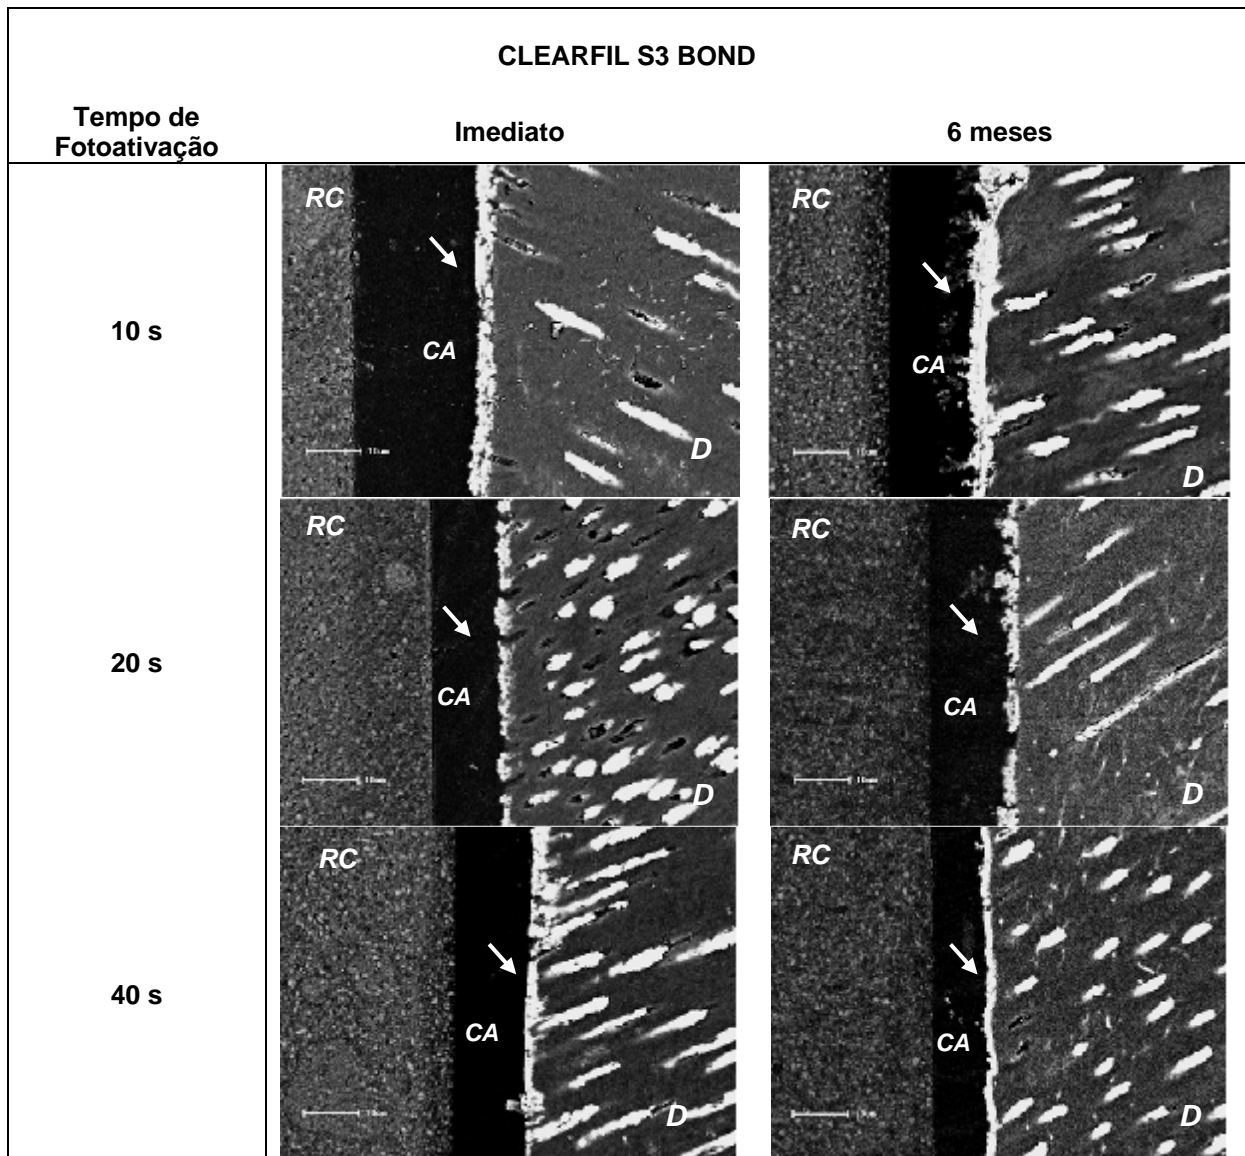 CLEARFIL S3 BOND
Tempo de
Fotoativação
Imediato
6 meses
10 s
RC
CA
D
RC
CA
D
20 s
RC
CA
D
RC
CA
D
40 s
RC
CA
D
RC
CA
D